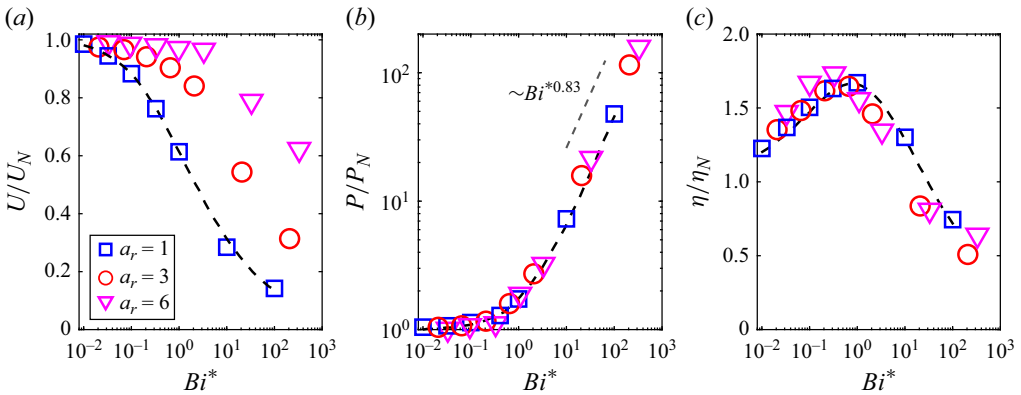 (a)
1.0
0.8
0.6
0.4
0.2
0
U/U_N
a_r = 1
a_r = 3
a_r = 6
10^−2 10^−1 10^0 10^1 10^2 10^3
Bi^*
(b)
10^2
10^1
10^0
P/P_N
~Bi^*0.83
10^−2 10^−1 10^0 10^1 10^2 10^3
Bi^*
(c)
2.0
1.5
1.0
0.5
0
η/η_N
10^−2 10^−1 10^0 10^1 10^2 10^3
Bi^*